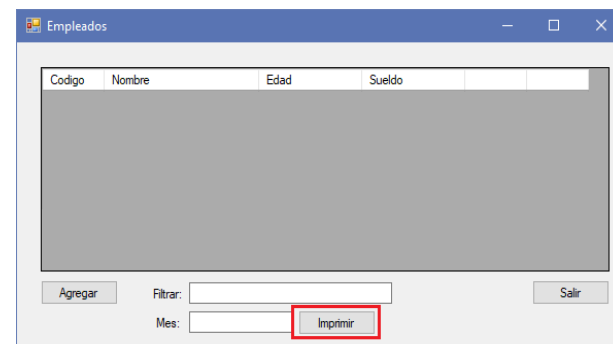 Empleados
Codigo Nombre Edad Sueldo
Agregar Filtrar: Salir
Mes: Imprimir